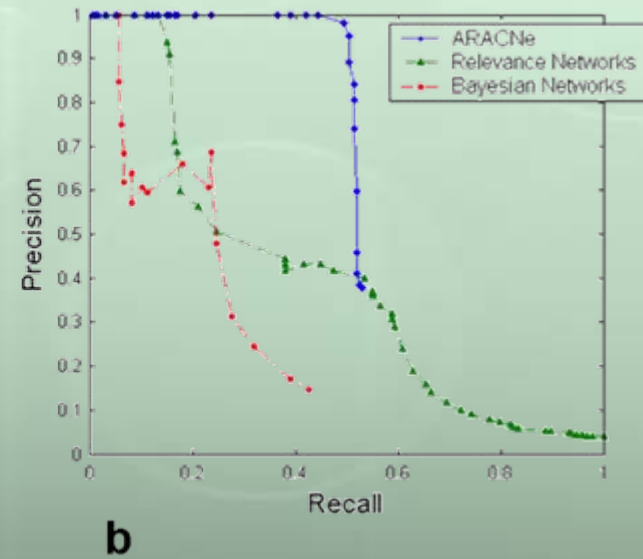 1
0.9
0.8
0.7
0.6
0.5
0.4
0.3
0.2
0.1
0
Precision
ARACNe
Relevance Networks
Bayesian Networks
0 0.2 0.4 0.6 0.8 1
Recall
b